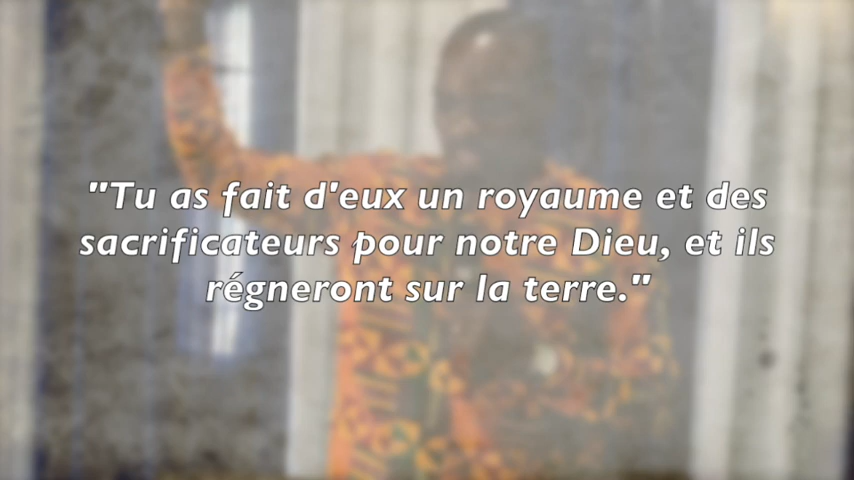 "Tu as fait d'eux un royaume et des
sacrificateurs pour notre Dieu, et ils
régneront sur la terre."